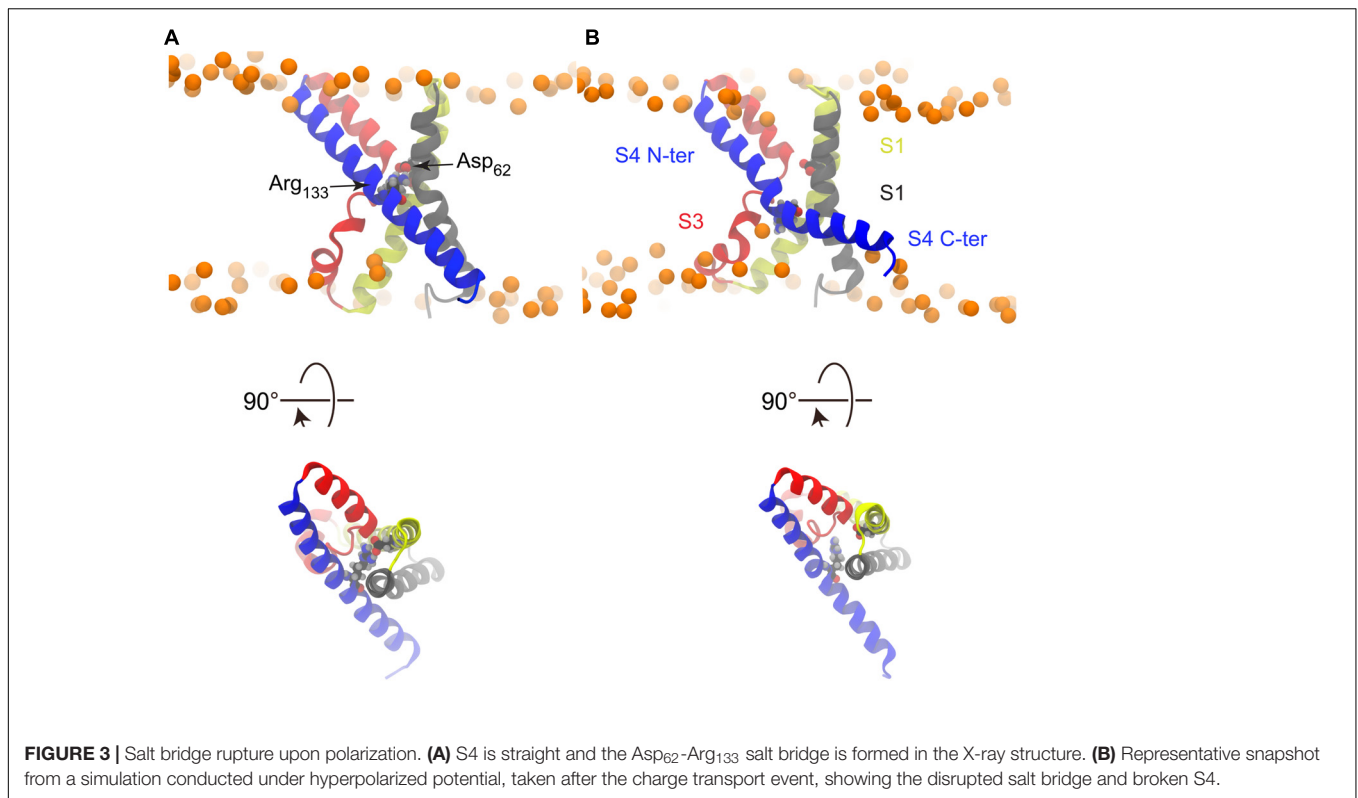 A
B
Asp62
Arg133
S4 N-ter
S1
S1
S3
S4 C-ter
90°
90°
FIGURE 3 | Salt bridge rupture upon polarization. (A) S4 is straight and the Asp62-Arg133 salt bridge is formed in the X-ray structure. (B) Representative snapshot
from a simulation conducted under hyperpolarized potential, taken after the charge transport event, showing the disrupted salt bridge and broken S4.